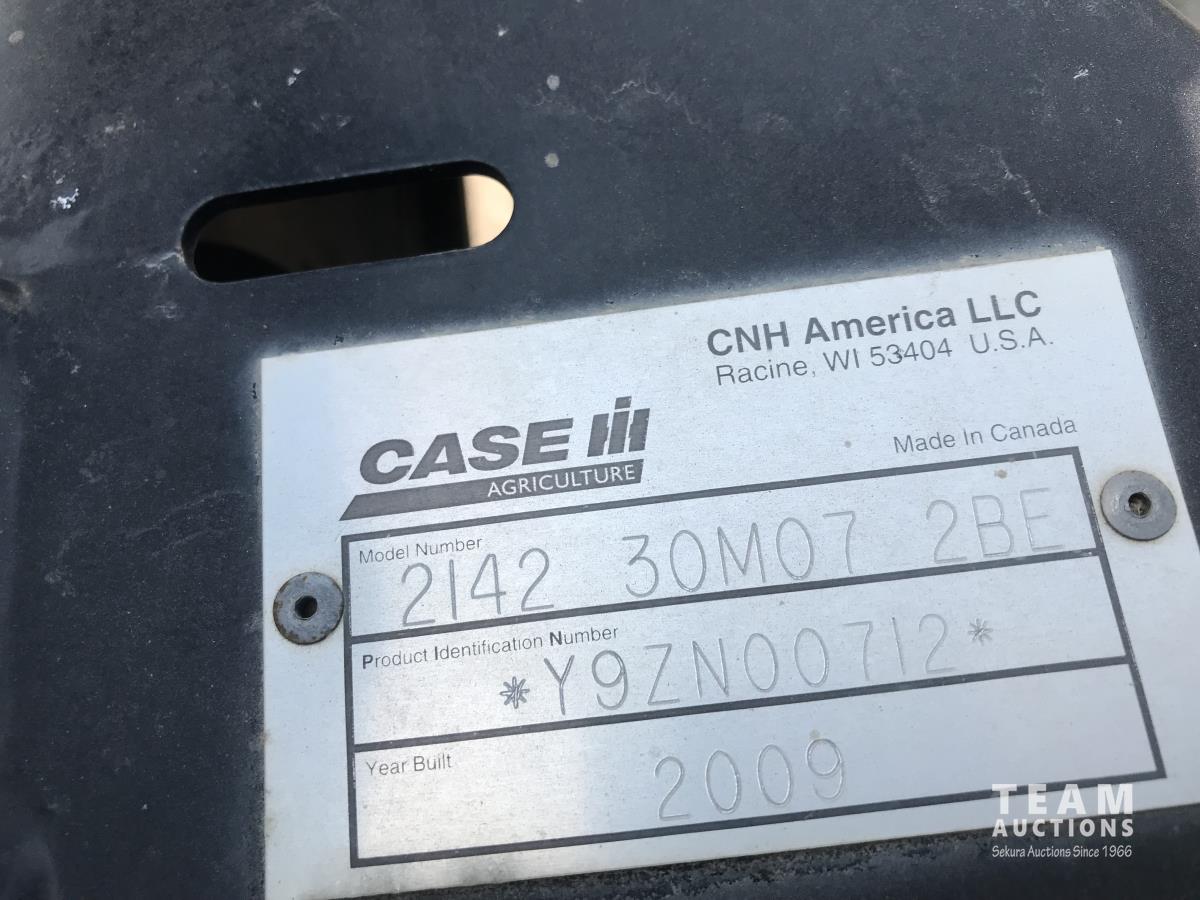 CNH America LLC
Racine, WI 53404 U.S.A.
CASE IH
AGRICULTURE
Made In Canada
Model Number
2142 30M07 2BE
Product Identification Number
*Y9ZN00712*
Year Built
2009
TEAM
AUCTIONS
Sekura Auctions Since 1966